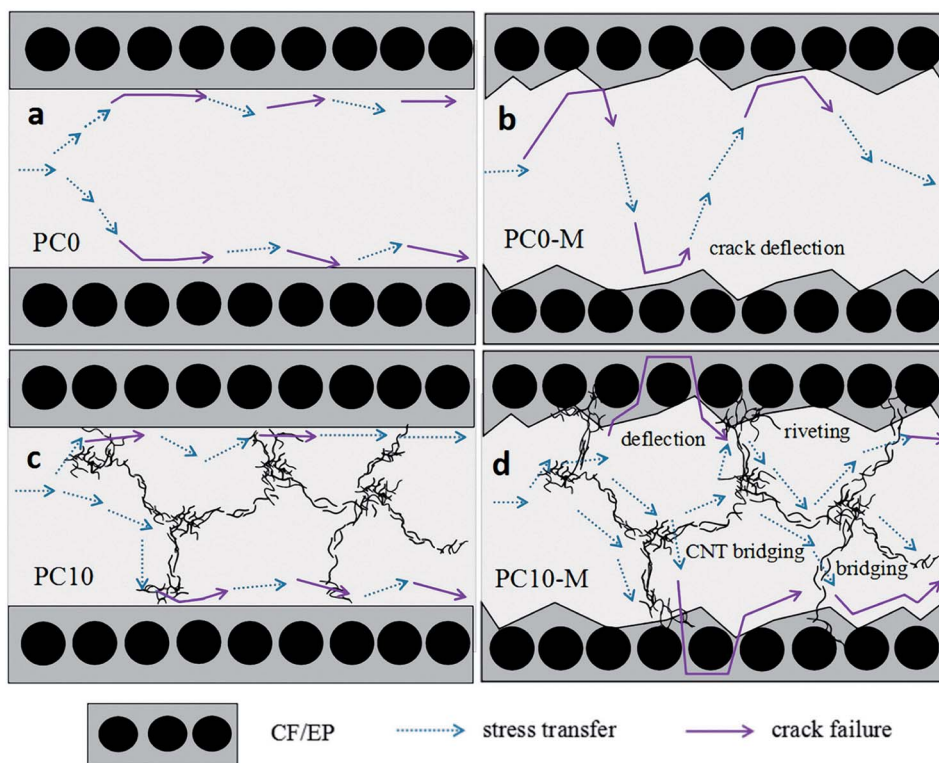 a
PC0
b
PC0-M
crack deflection
c
PC10
d
deflection
riveting
CNT bridging
bridging
PC10-M
CF/EP
stress transfer
crack failure